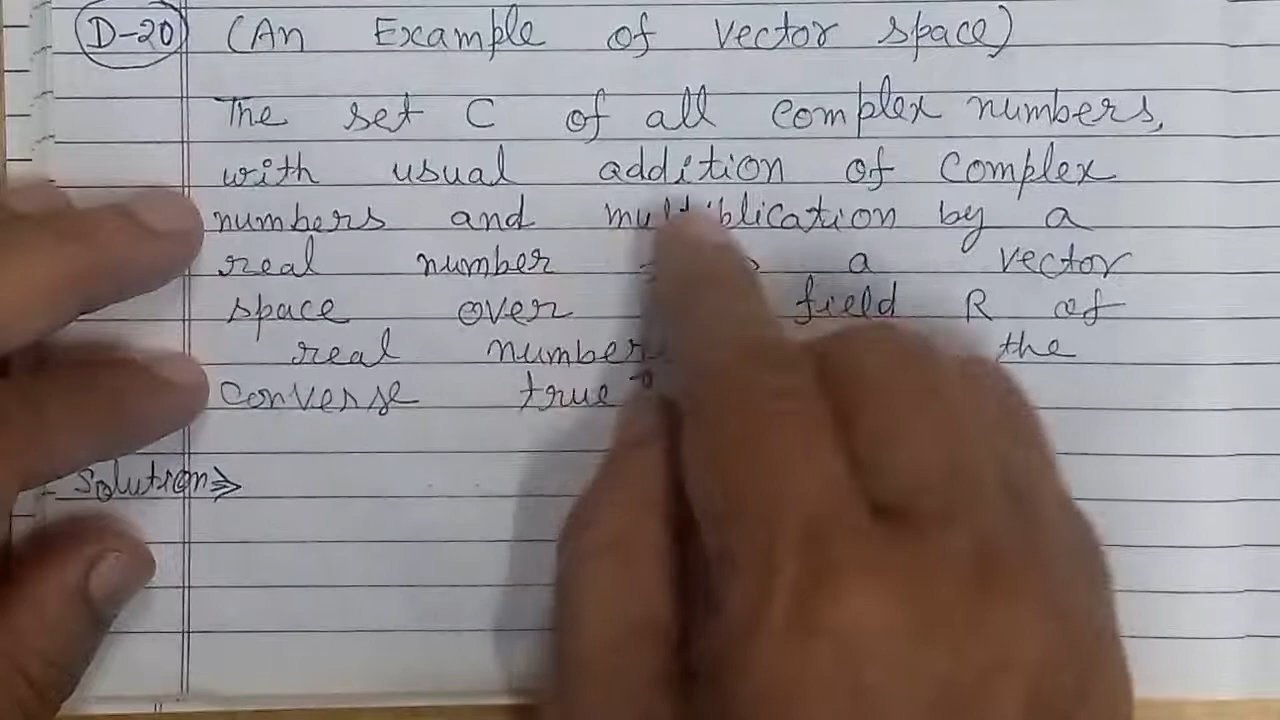 D-20 (An Example of vector space)
The set C of all complex numbers,
with usual addition of complex
numbers and multiplication by a
real number a vector
space over field R of
real number the
converse true?
Solution⇒